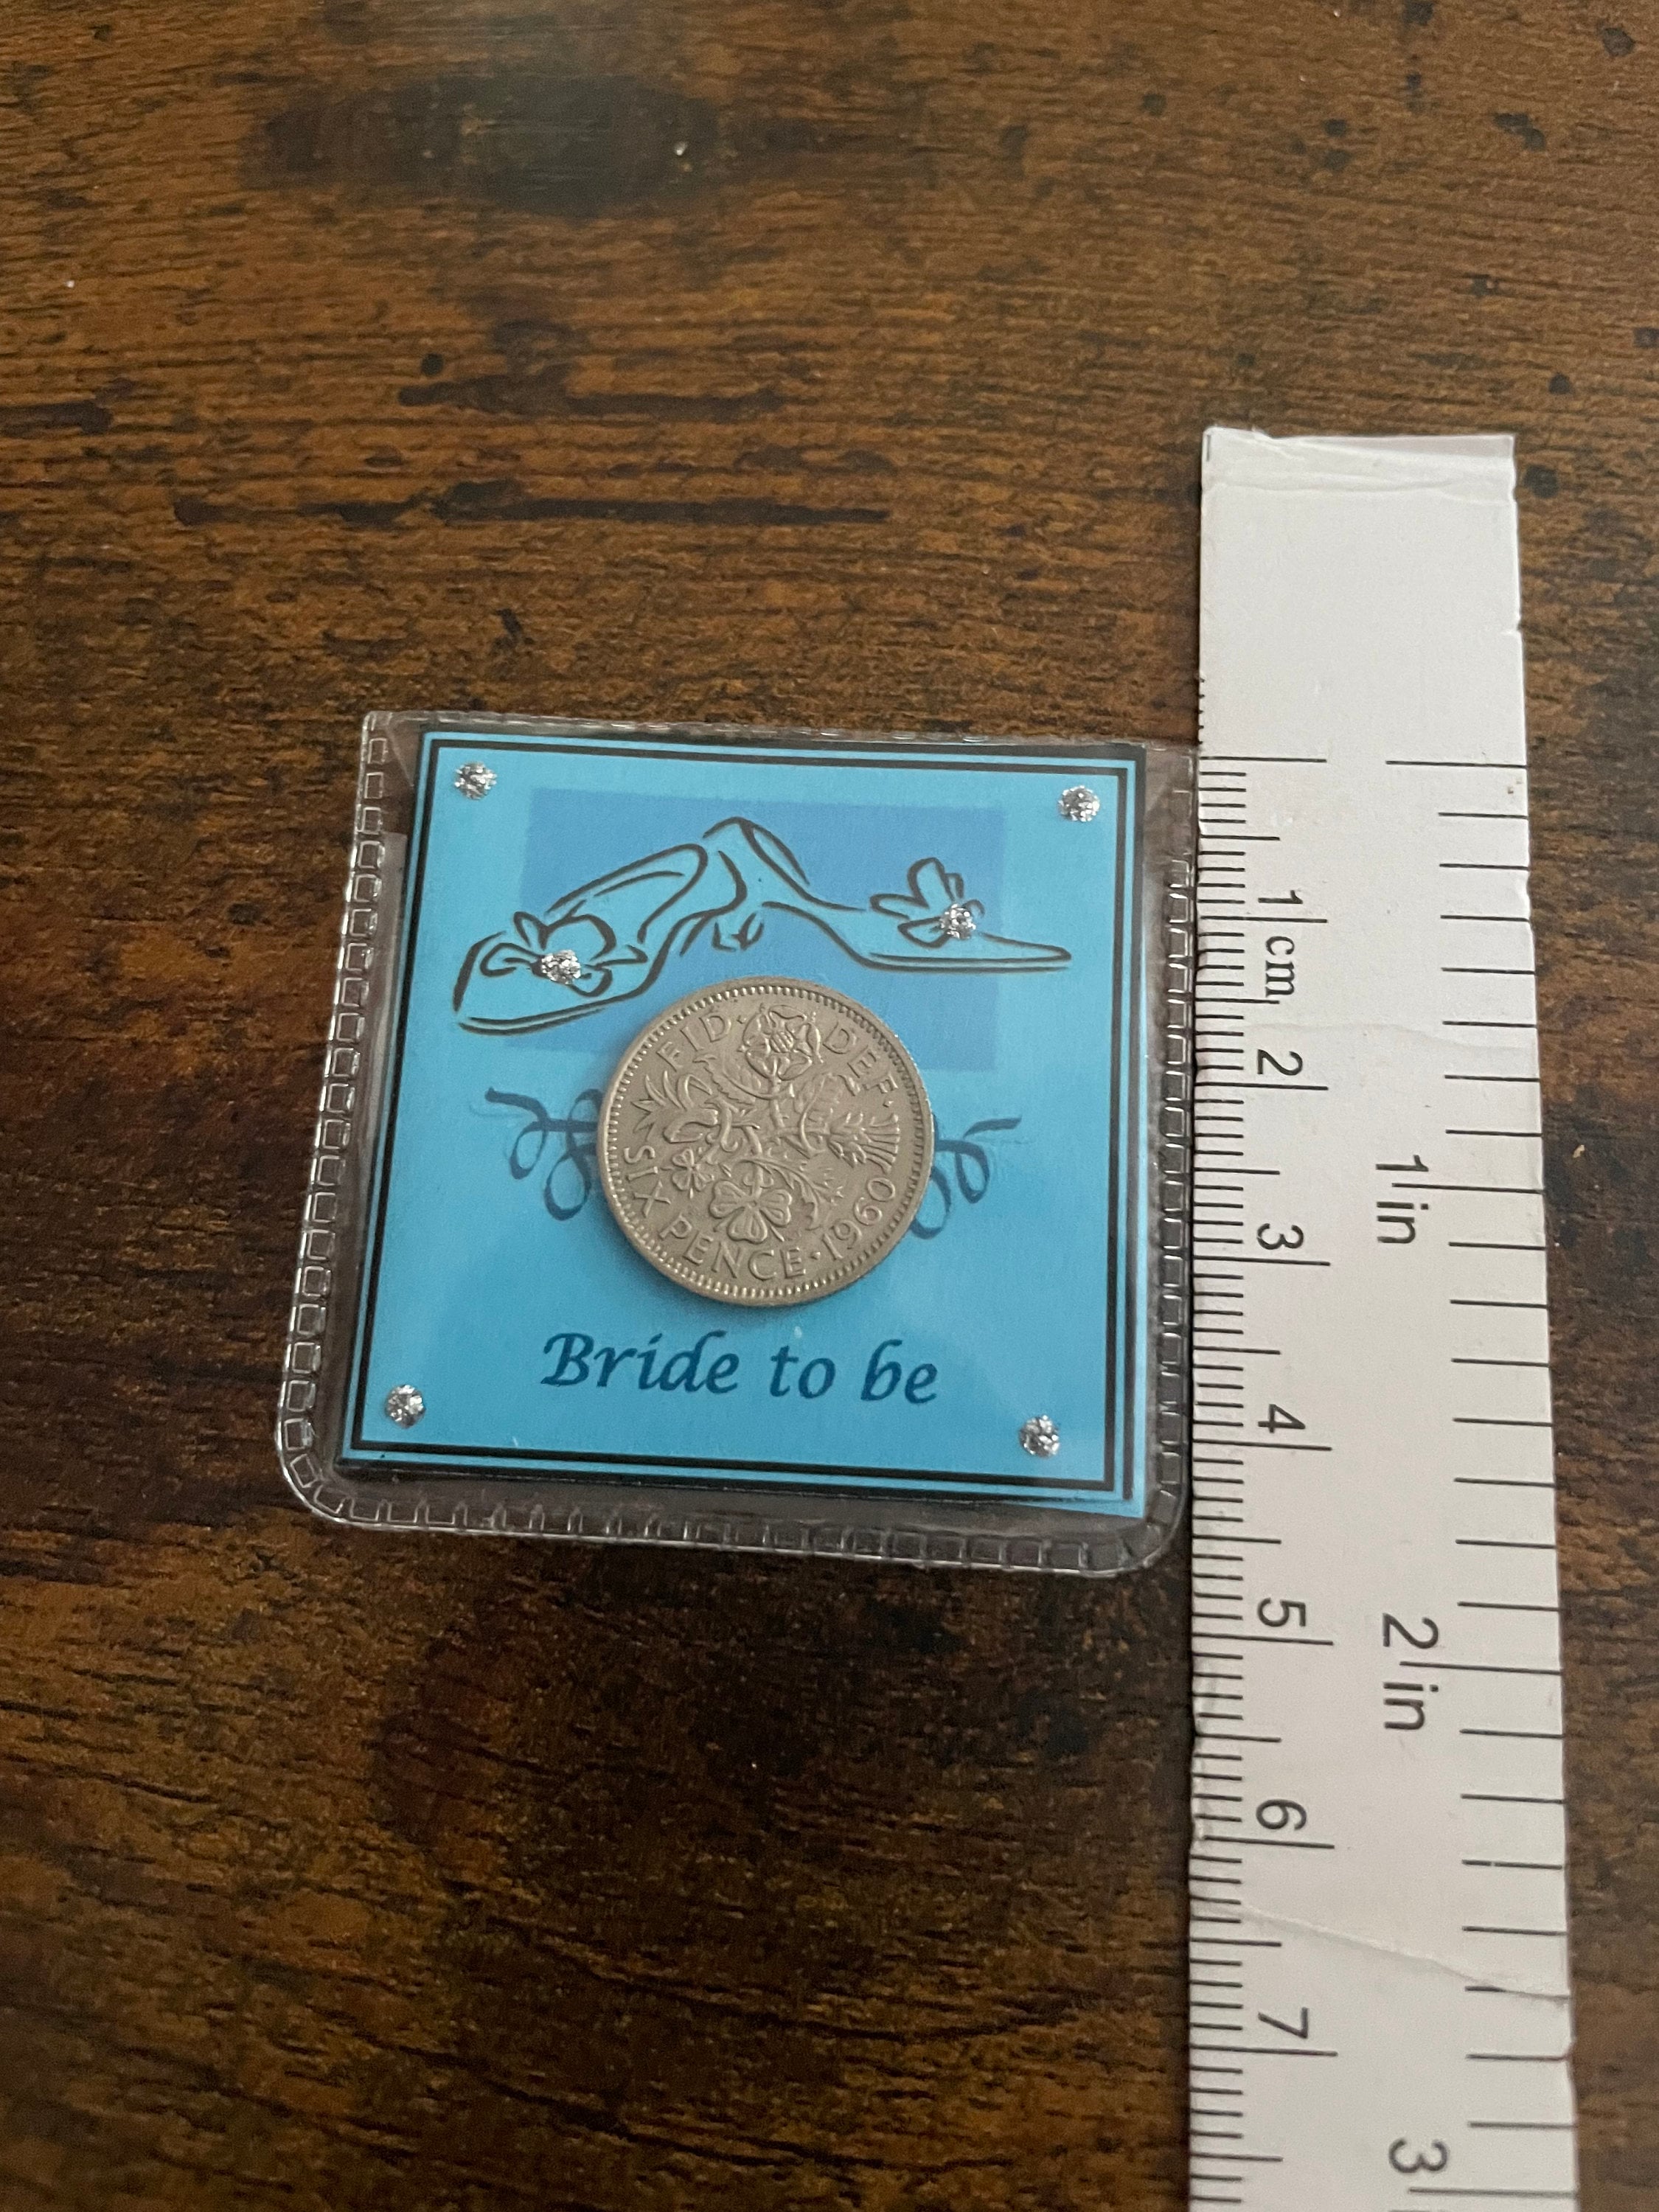 FID · DEF ·
SIX PENCE · 1960
Bride to be
1 cm
2
3
4
5
6
7
1 in
2 in
3